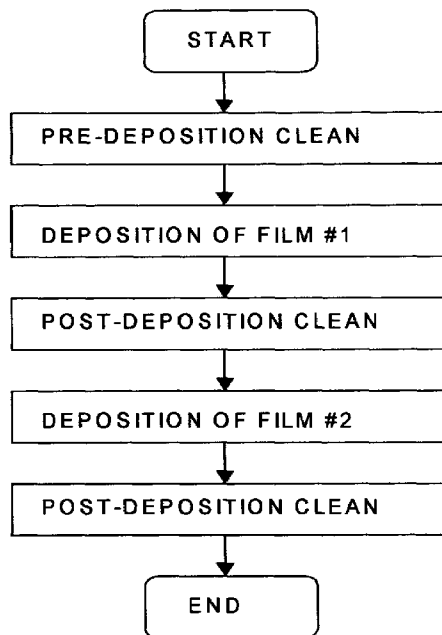 START
PRE-DEPOSITION CLEAN
DEPOSITION OF FILM #1
POST-DEPOSITION CLEAN
DEPOSITION OF FILM #2
POST-DEPOSITION CLEAN
END